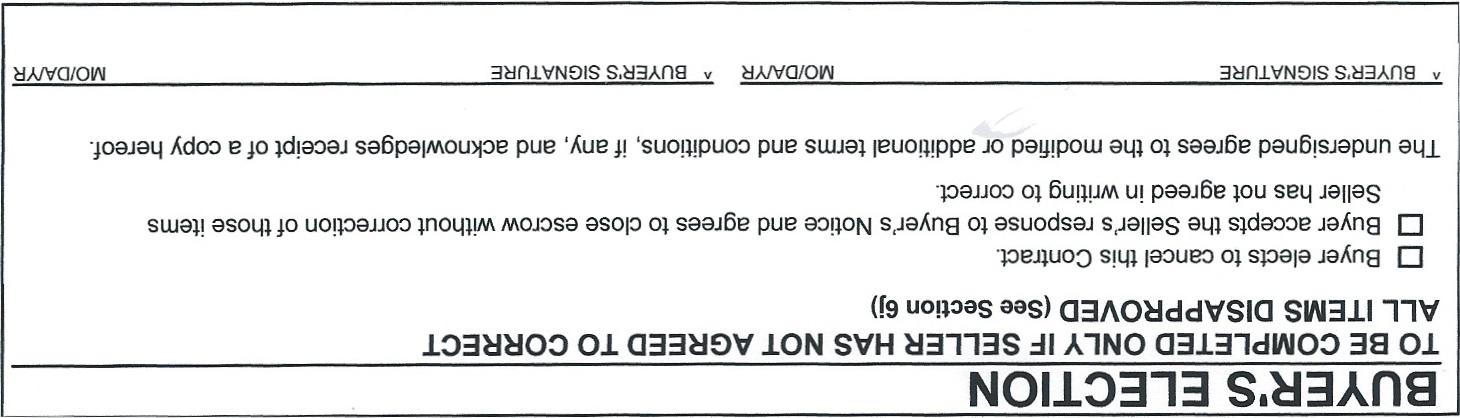 BUYER'S ELECTION
TO BE COMPLETED ONLY IF SELLER HAS NOT AGREED TO CORRECT
ALL ITEMS DISAPPROVED (See Section 6j)
☐ Buyer elects to cancel this Contract.
☐ Buyer accepts the Seller's response to Buyer's Notice and agrees to close escrow without correction of those items
Seller has not agreed in writing to correct.
The undersigned agrees to the modified or additional terms and conditions, if any, and acknowledges receipt of a copy hereof.
^ BUYER'S SIGNATURE MO/DA/YR ^ BUYER'S SIGNATURE MO/DA/YR